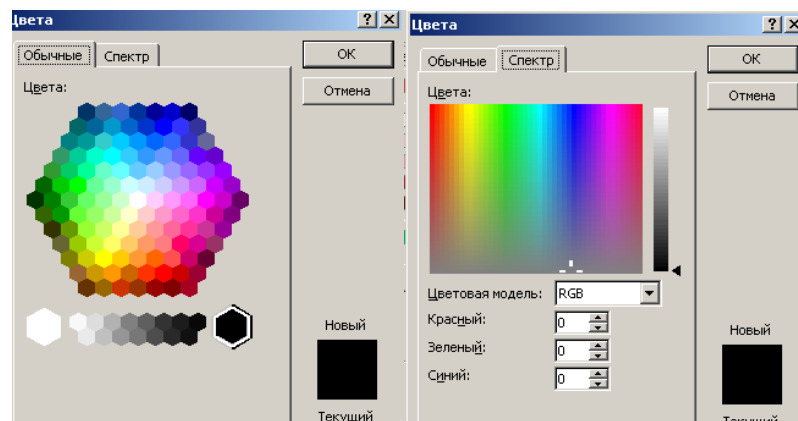 Цвета
Обычные Спектр
ОК
Отмена
Цвета:
Новый
Текущий
Цвета
Обычные Спектр
ОК
Отмена
Цвета:
Цветовая модель: RGB
Красный: 0
Зеленый: 0
Синий: 0
Новый
Текущий